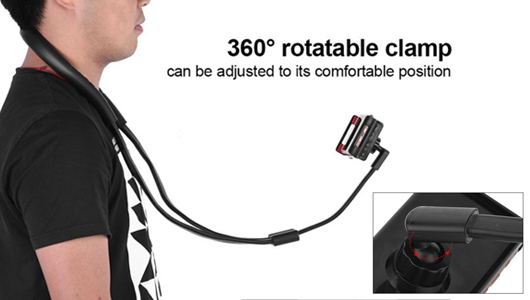 360° rotatable clamp
can be adjusted to its comfortable position